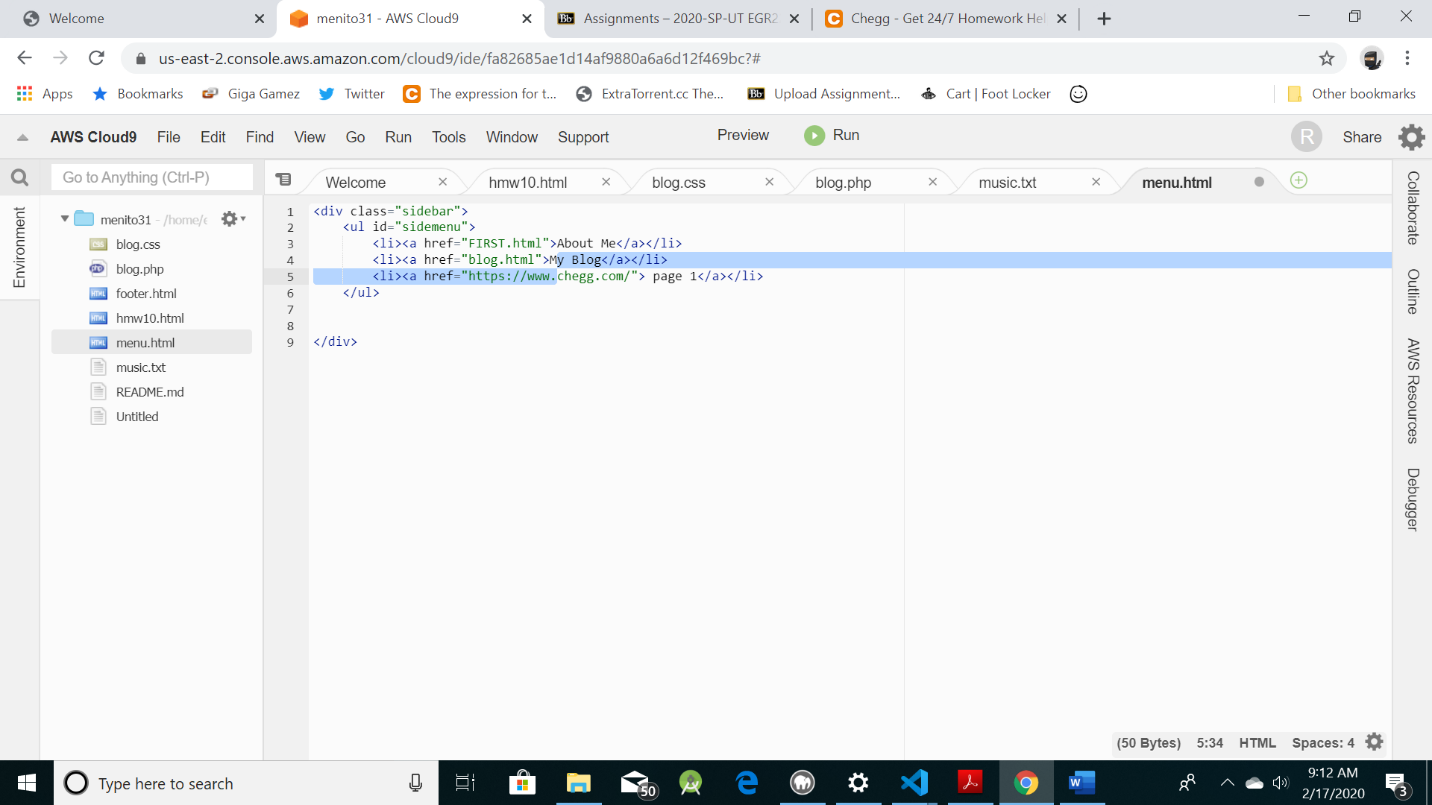 Welcome
menito31 - AWS Cloud9
Assignments – 2020-SP-UT EGR2
Chegg - Get 24/7 Homework Hel
us-east-2.console.aws.amazon.com/cloud9/ide/fa82685ae1d14af9880a6a6d12f469bc?#
Apps Bookmarks Giga Gamez Twitter The expression for t... ExtraTorrent.cc The... Upload Assignment... Cart | Foot Locker Other bookmarks
AWS Cloud9 File Edit Find View Go Run Tools Window Support Preview Run R Share
Go to Anything (Ctrl-P)
Welcome hmw10.html blog.css blog.php music.txt menu.html
Environment
menito31 - /home/e
blog.css
blog.php
footer.html
hmw10.html
menu.html
music.txt
README.md
Untitled
1 <div class="sidebar">
2 <ul id="sidemenu">
3 <li><a href="FIRST.html">About Me</a></li>
4 <li><a href="blog.html">My Blog</a></li>
5 <li><a href="https://www.chegg.com/"> page 1</a></li>
6 </ul>
7
8
9 </div>
Collaborate
Outline
AWS Resources
Debugger
(50 Bytes) 5:34 HTML Spaces: 4
Type here to search
50
9:12 AM
2/17/2020
3